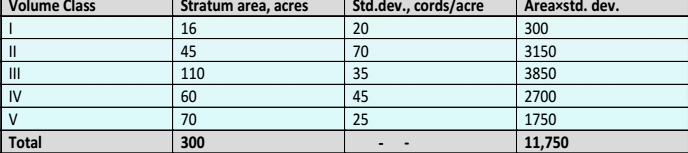 Volume Class Stratum area, acres Std.dev., cords/acre Area×std. dev.
I 16 20 300
II 45 70 3150
III 110 35 3850
IV 60 45 2700
V 70 25 1750
Total 300 - - 11,750